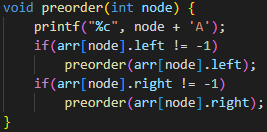 void preorder(int node) {
    printf("%c", node + 'A');
    if(arr[node].left != -1)
        preorder(arr[node].left);
    if(arr[node].right != -1)
        preorder(arr[node].right);
}